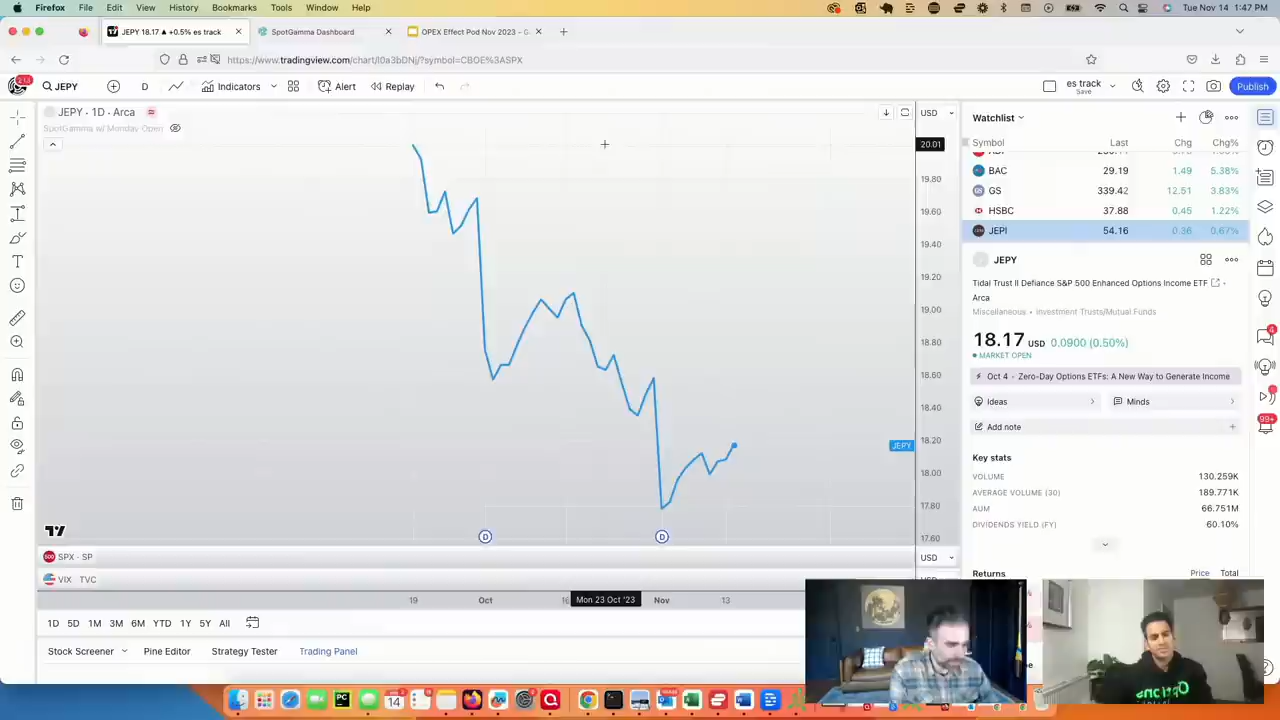 Firefox File Edit View History Bookmarks Tools Window Help Tue Nov 14 1:47 PM
JEPY 18.17 ▲ +0.5% es track SpotGamma Dashboard OPEX Effect Pod Nov 2023 - G
https://www.tradingview.com/chart/I0a3bDNj/?symbol=CBOE%3ASPX
JEPY D Indicators Alert Replay es track Save Publish
JEPY · 1D · Arca USD Watchlist
SpotGamma w/ Monday Open
Symbol Last Chg Chg%
20.01
BAC 29.19 1.49 5.38%
19.80
GS 339.42 12.51 3.83%
19.60
HSBC 37.88 0.45 1.22%
JEPI 54.16 0.36 0.67%
19.40
JEPY
19.20
Tidal Trust II Defiance S&P 500 Enhanced Options Income ETF
Arca
19.00
Miscellaneous • Investment Trusts/Mutual Funds
18.80
18.17 USD 0.0900 (0.50%)
MARKET OPEN
18.60
Oct 4 · Zero-Day Options ETFs: A New Way to Generate Income
18.40
Ideas Minds
18.20
Add note
JEPY
Key stats
18.00
VOLUME 130.259K
AVERAGE VOLUME (30) 189.771K
17.80
AUM 66.751M
DIVIDENDS YIELD (FY) 60.10%
D D
17.60
SPX · SP USD
Returns Price Total
VIX TVC
19 Oct 16 Mon 23 Oct '23 Nov 13
1D 5D 1M 3M 6M YTD 1Y 5Y All
Stock Screener Pine Editor Strategy Tester Trading Panel